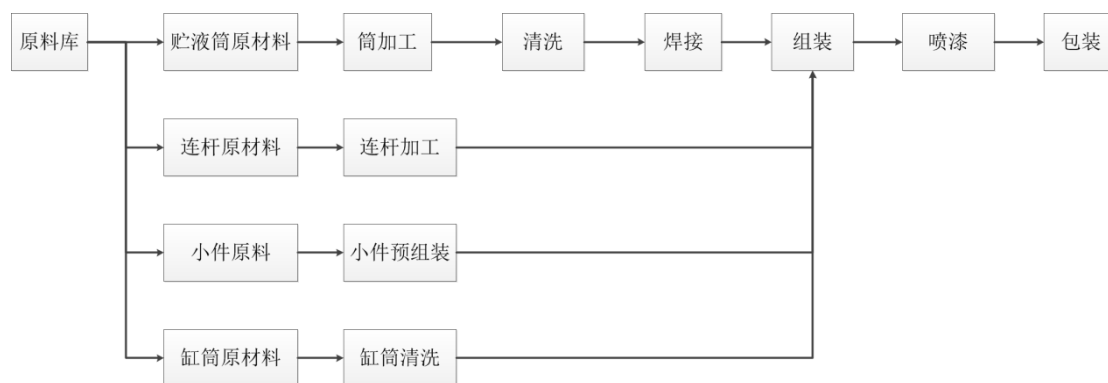 原料库
贮液筒原材料
筒加工
清洗
焊接
组装
喷漆
包装
连杆原材料
连杆加工
小件原料
小件预组装
缸筒原材料
缸筒清洗